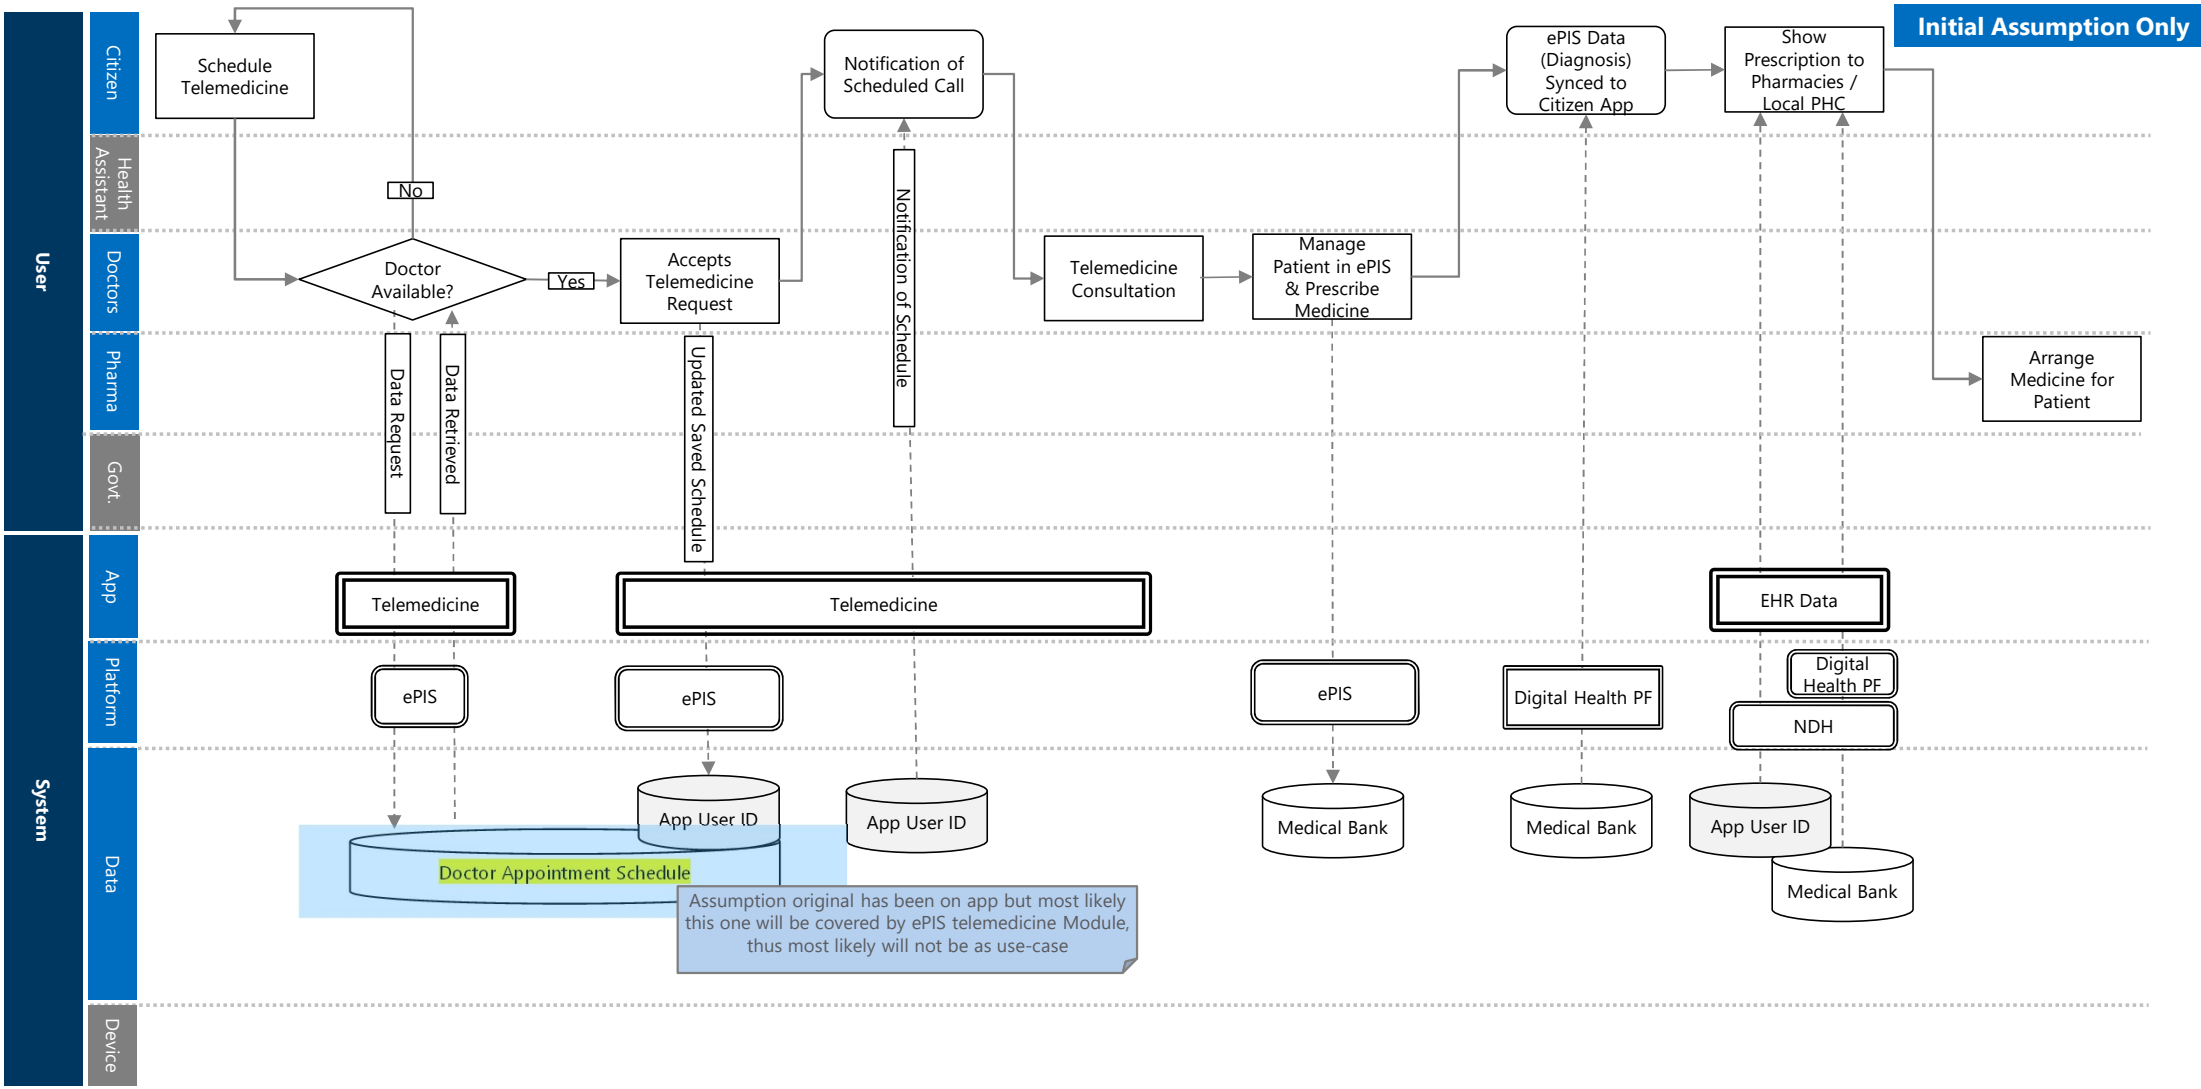 Initial Assumption Only
User
Citizen
Schedule
Telemedicine
Notification of
Scheduled Call
ePIS Data
(Diagnosis)
Synced to
Citizen App
Show
Prescription to
Pharmacies /
Local PHC
Health
Assistant
No
Notification of Schedule
Doctors
Doctor
Available?
Yes
Accepts
Telemedicine
Request
Telemedicine
Consultation
Manage
Patient in ePIS
& Prescribe
Medicine
Pharma
Data Request
Data Retrieved
Updated Saved Schedule
Arrange
Medicine for
Patient
Govt.
System
App
Telemedicine
Telemedicine
EHR Data
Platform
ePIS
ePIS
ePIS
Digital Health PF
Digital
Health PF
NDH
Data
App User ID
App User ID
Medical Bank
Medical Bank
App User ID
Medical Bank
Doctor Appointment Schedule
Assumption original has been on app but most likely
this one will be covered by ePIS telemedicine Module,
thus most likely will not be as use-case
Device